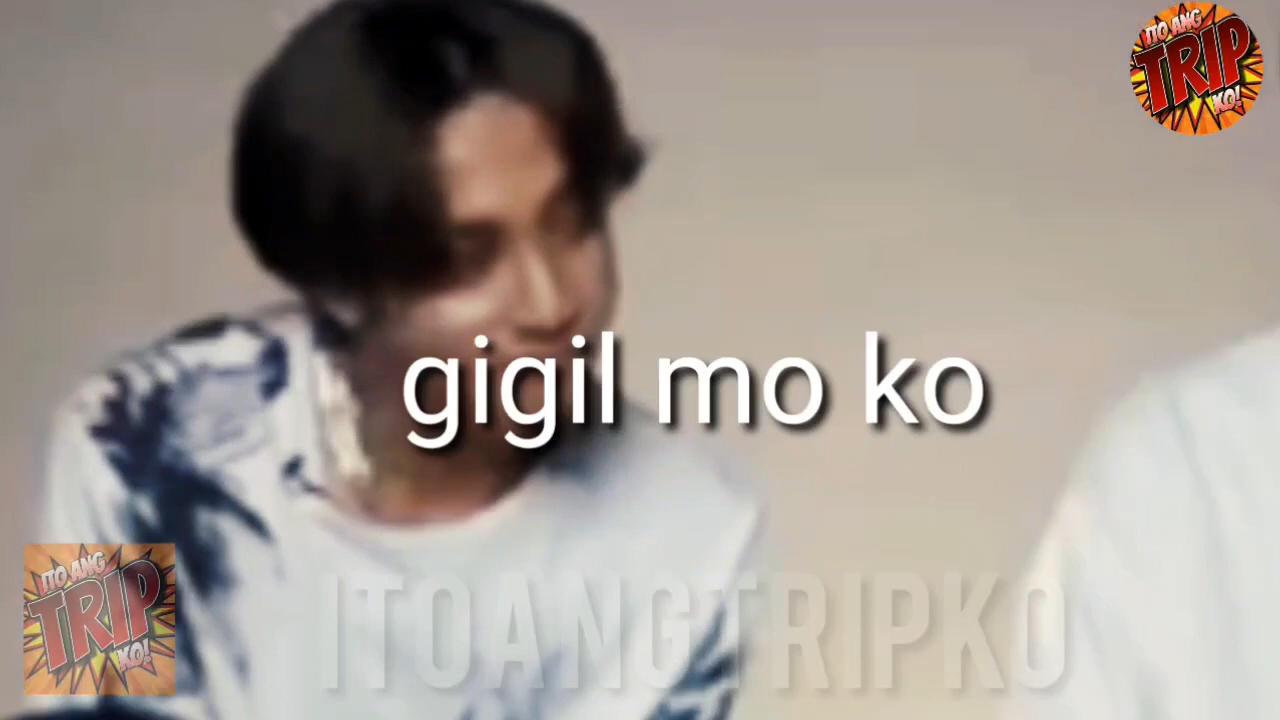 ITO ANG
TRIP
KO!
gigil mo ko
ITO ANG
TRIP
KO!
ITOANGTRIPKO